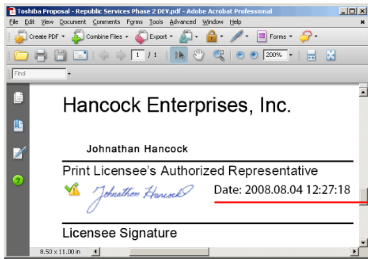 Toshiba Proposal - Republic Services Phase 2 DEV.pdf - Adobe Acrobat Professional
File Edit View Document Comments Forms Tools Advanced Window Help
Create PDF Combine Files Export Forms
1 / 1 200%
Find
Hancock Enterprises, Inc.
Johnathan Hancock
Print Licensee's Authorized Representative
Johnathan Hancock Date: 2008.08.04 12:27:18
Licensee Signature
8.50 x 11.00 in